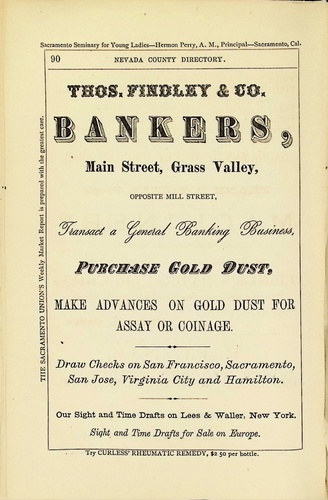 Sacramento Seminary for Young Ladies—Hermon Perry, A. M., Principal—Sacramento, Cal.
90 NEVADA COUNTY DIRECTORY.
THOS. FINDLEY & CO.
BANKERS,
Main Street, Grass Valley,
OPPOSITE MILL STREET,
Transact a General Banking Business,
PURCHASE GOLD DUST,
MAKE ADVANCES ON GOLD DUST FOR
ASSAY OR COINAGE.
Draw Checks on San Francisco, Sacramento,
San Jose, Virginia City and Hamilton.
Our Sight and Time Drafts on Lees & Waller, New York.
Sight and Time Drafts for Sale on Europe.
Try CURLESS' RHEUMATIC REMEDY, $2 50 per bottle.
THE SACRAMENTO UNION'S Weekly Market Report is prepared with the greatest care.